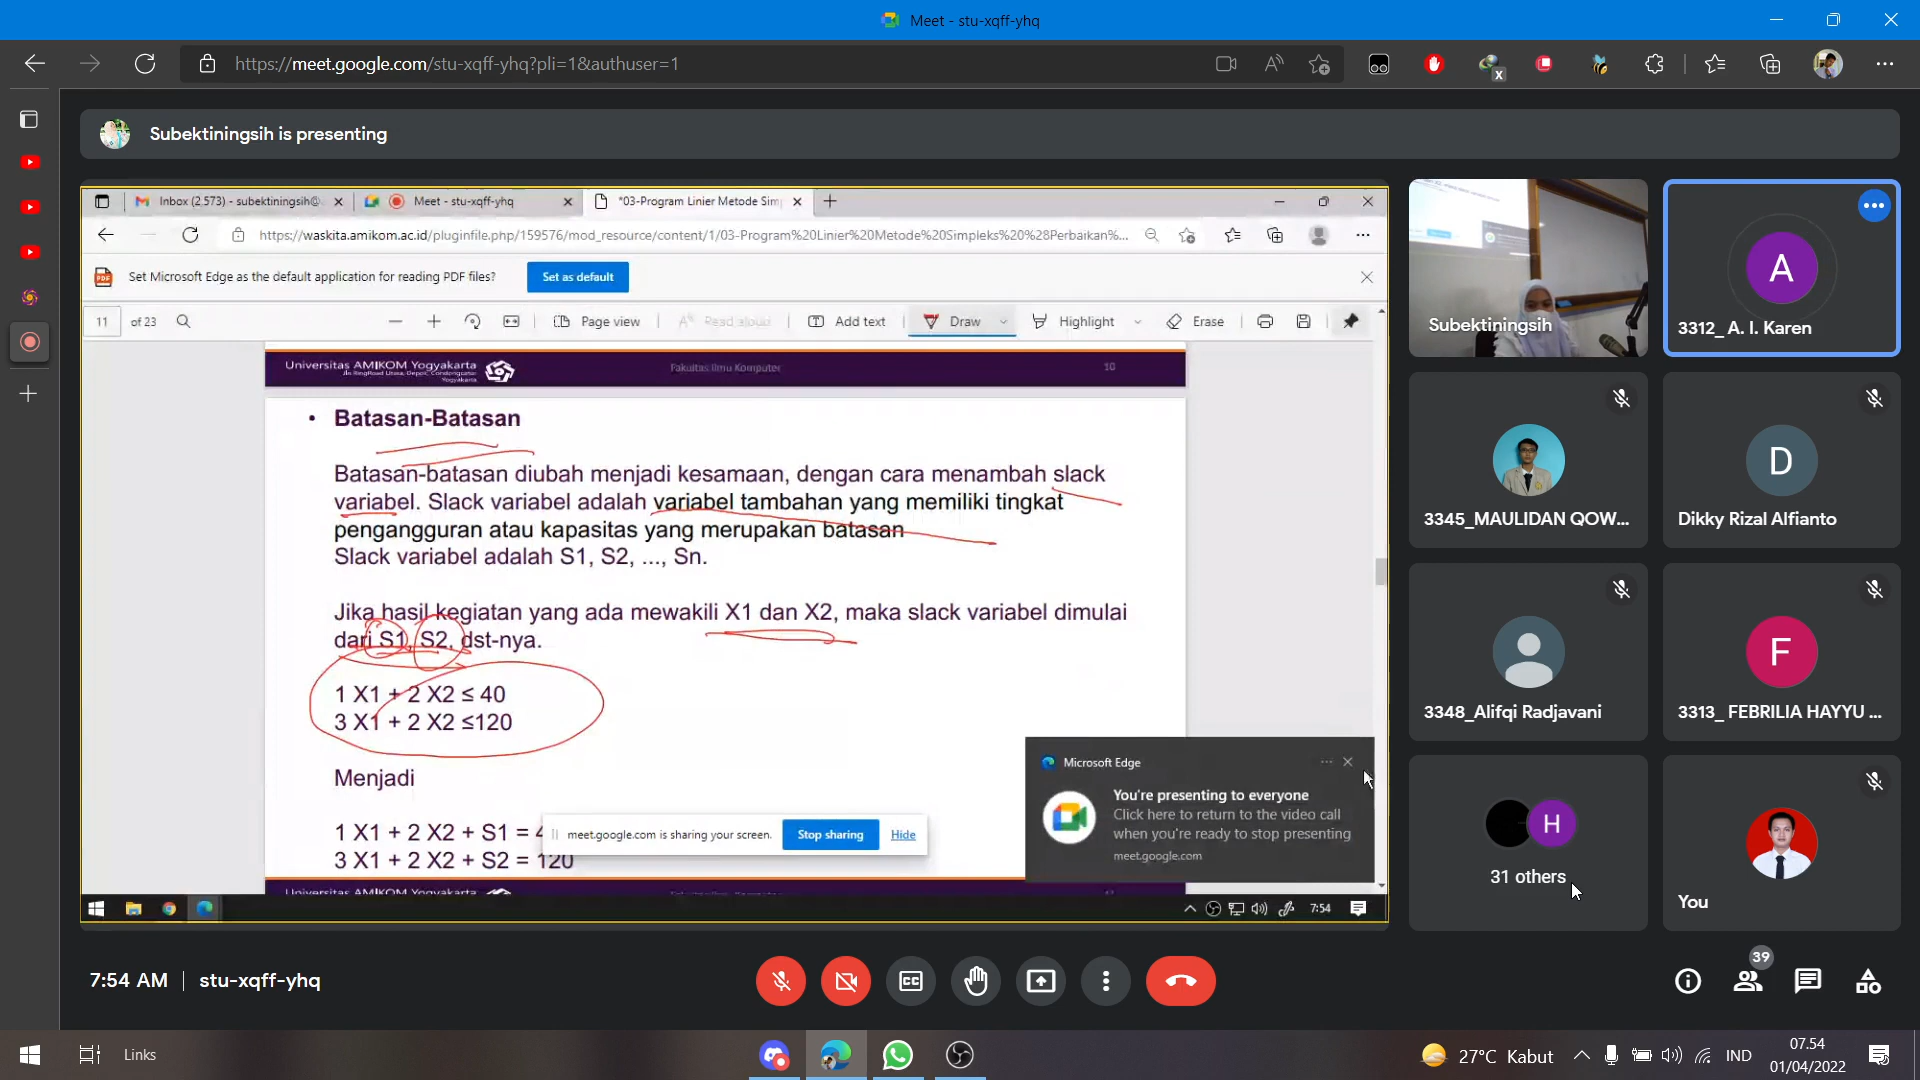 Meet - stu-xqff-yhq
https://meet.google.com/stu-xqff-yhq?pli=1&authuser=1
Subektiningsih is presenting
Inbox (2.573) - subektiningsih@
Meet - stu-xqff-yhq
*03-Program Linier Metode Sim
https://waskita.amikom.ac.id/pluginfile.php/159576/mod_resource/content/1/03-Program%20Linier%20Metode%20Simpleks%20%28Perbaikan%...
Set Microsoft Edge as the default application for reading PDF files?
Set as default
11 of 23
Page view
Read aloud
Add text
Draw
Highlight
Erase
Universitas AMIKOM Yogyakarta
Yogyakarta
Fakultas Ilmu Komputer
10
• Batasan-Batasan
Batasan-batasan diubah menjadi kesamaan, dengan cara menambah slack
variabel. Slack variabel adalah variabel tambahan yang memiliki tingkat
pengangguran atau kapasitas yang merupakan batasan
Slack variabel adalah S1, S2, ..., Sn.
Jika hasil kegiatan yang ada mewakili X1 dan X2, maka slack variabel dimulai
dari S1, S2, dst-nya.
1 X1 + 2 X2 ≤ 40
3 X1 + 2 X2 ≤120
Menjadi
1 X1 + 2 X2 + S1 = 4
3 X1 + 2 X2 + S2 = 120
Universitas AMIKOM Yogyakarta
meet.google.com is sharing your screen.
Stop sharing
Hide
Microsoft Edge
You're presenting to everyone
Click here to return to the video call
when you're ready to stop presenting
meet.google.com
7:54
Subektiningsih
A
3312_ A. I. Karen
3345_MAULIDAN QOW...
D
Dikky Rizal Alfianto
3348_Alifqi Radjavani
F
3313_ FEBRILIA HAYYU ...
H
31 others
You
7:54 AM | stu-xqff-yhq
39
Links
27°C Kabut
IND
07.54
01/04/2022